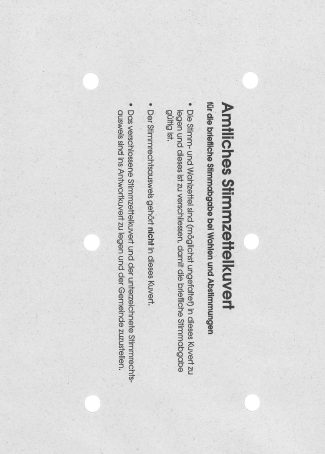 Amtliches Stimmzettelkuvert
für die briefliche Stimmabgabe bei Wahlen und Abstimmungen
• Die Stimm- und Wahlzettel sind (möglichst ungefaltet) in dieses Kuvert zu
legen und dieses ist zu verschliessen, damit die briefliche Stimmabgabe
gültig ist.
• Der Stimmrechtsausweis gehört nicht in dieses Kuvert.
• Das verschlossene Stimmzettelkuvert und der unterzeichnete Stimmrechts-
ausweis sind ins Antwortkuvert zu legen und der Gemeinde zuzustellen.